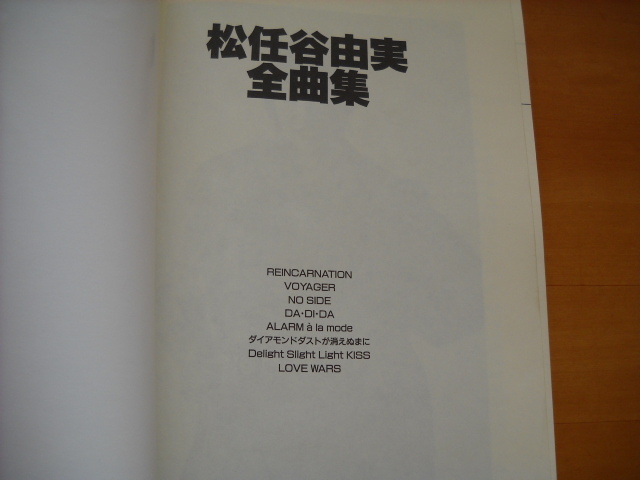 松任谷由実
全曲集
REINCARNATION
VOYAGER
NO SIDE
DA・DI・DA
ALARM à la mode
ダイアモンドダストが消えぬまに
Delight Slight Light KISS
LOVE WARS